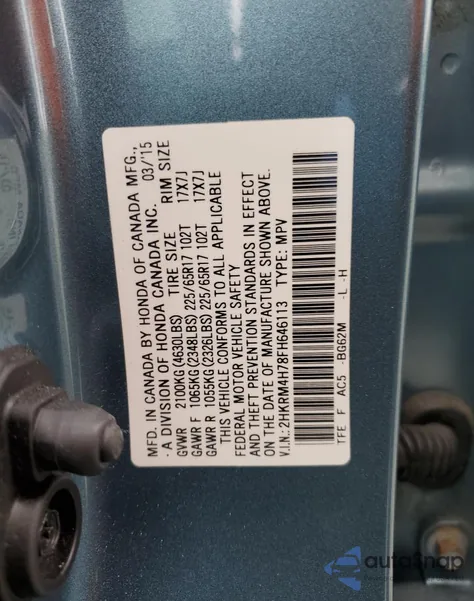 MFD. IN CANADA BY HONDA OF CANADA MFG.,
A DIVISION OF HONDA CANADA INC. 03/'15
GVWR 2100KG(4630LBS) TIRE SIZE RIM SIZE
GAWR F 1065KG(2348LBS) 225/65R17 102T 17X7J
GAWR R 1055KG(2326LBS) 225/65R17 102T 17X7J
THIS VEHICLE CONFORMS TO ALL APPLICABLE
FEDERAL MOTOR VEHICLE SAFETY
AND THEFT PREVENTION STANDARDS IN EFFECT
ON THE DATE OF MANUFACTURE SHOWN ABOVE.
V.I.N.: 2HKRM4H78FH646113 TYPE: MPV
TFE F AC5 -BG62M -L -H
autosnap